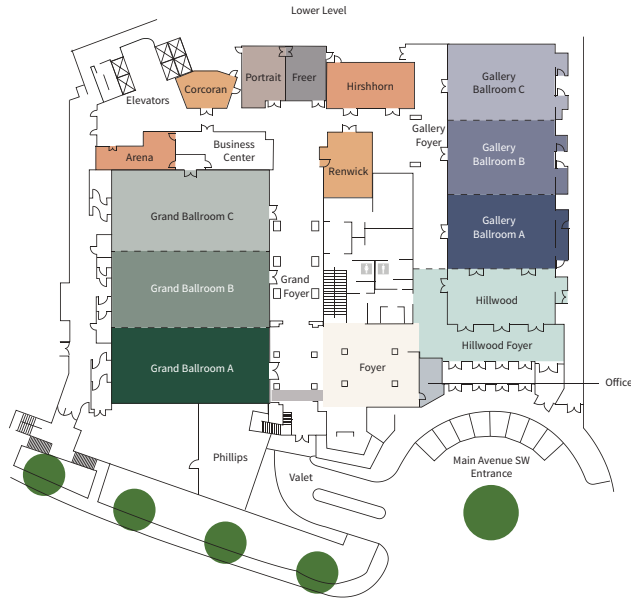 Lower Level
Portrait
Freer
Corcoran
Hirshhorn
Gallery
Ballroom C
Elevators
Gallery
Foyer
Business
Center
Arena
Gallery
Ballroom B
Renwick
Grand Ballroom C
Gallery
Ballroom A
Grand Ballroom B
Grand
Foyer
Hillwood
Hillwood Foyer
Grand Ballroom A
Foyer
Office
Phillips
Valet
Main Avenue SW
Entrance